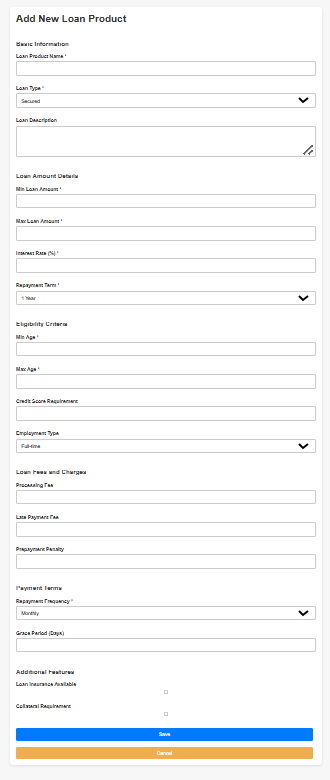 Add New Loan Product
Basic Information
Loan Product Name *
Loan Type *
Secured
Loan Description
Loan Amount Details
Min Loan Amount *
Max Loan Amount *
Interest Rate (%) *
Repayment Term *
1 Year
Eligibility Criteria
Min Age *
Max Age *
Credit Score Requirement
Employment Type
Full-time
Loan Fees and Charges
Processing Fee
Late Payment Fee
Prepayment Penalty
Payment Terms
Repayment Frequency *
Monthly
Grace Period (Days)
Additional Features
Loan Insurance Available
Collateral Requirement
Save
Cancel